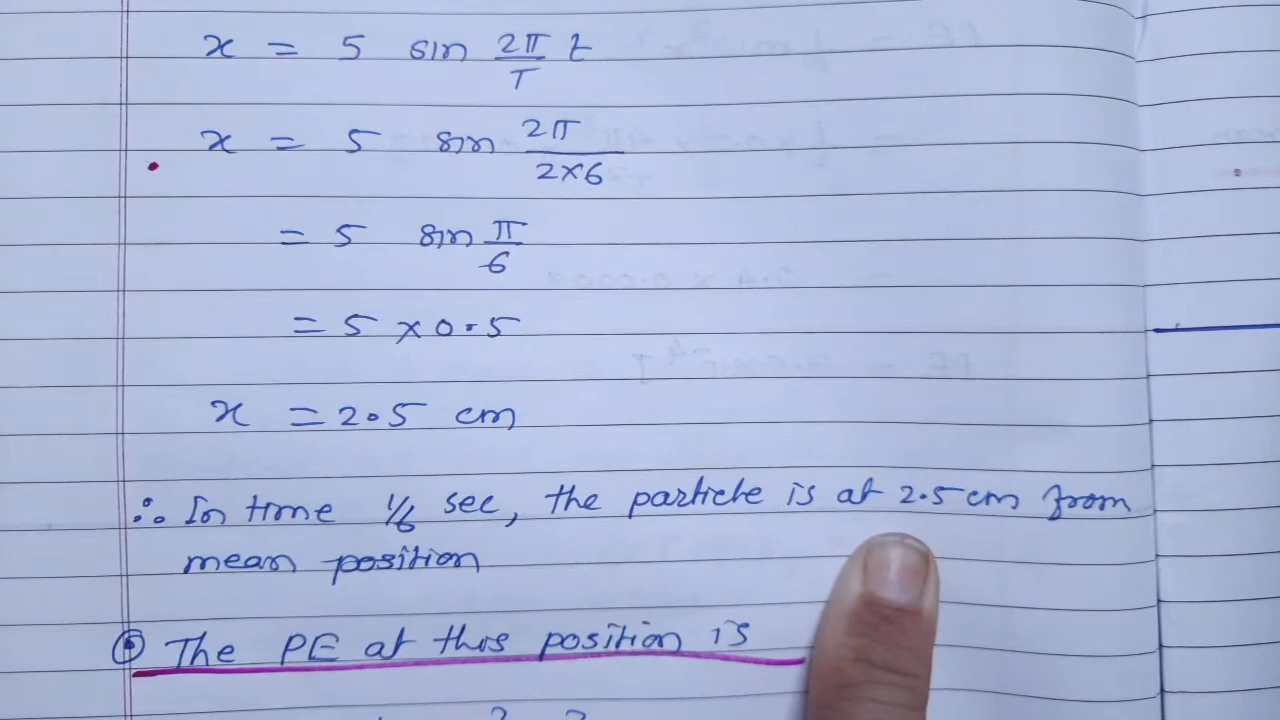 x = 5 sin 2π/T t
x = 5 sin 2π/2×6
= 5 sin π/6
= 5 × 0.5
x = 2.5 cm
∴ In time 1/6 sec, the particle is at 2.5 cm from
mean position
The PE at this position is